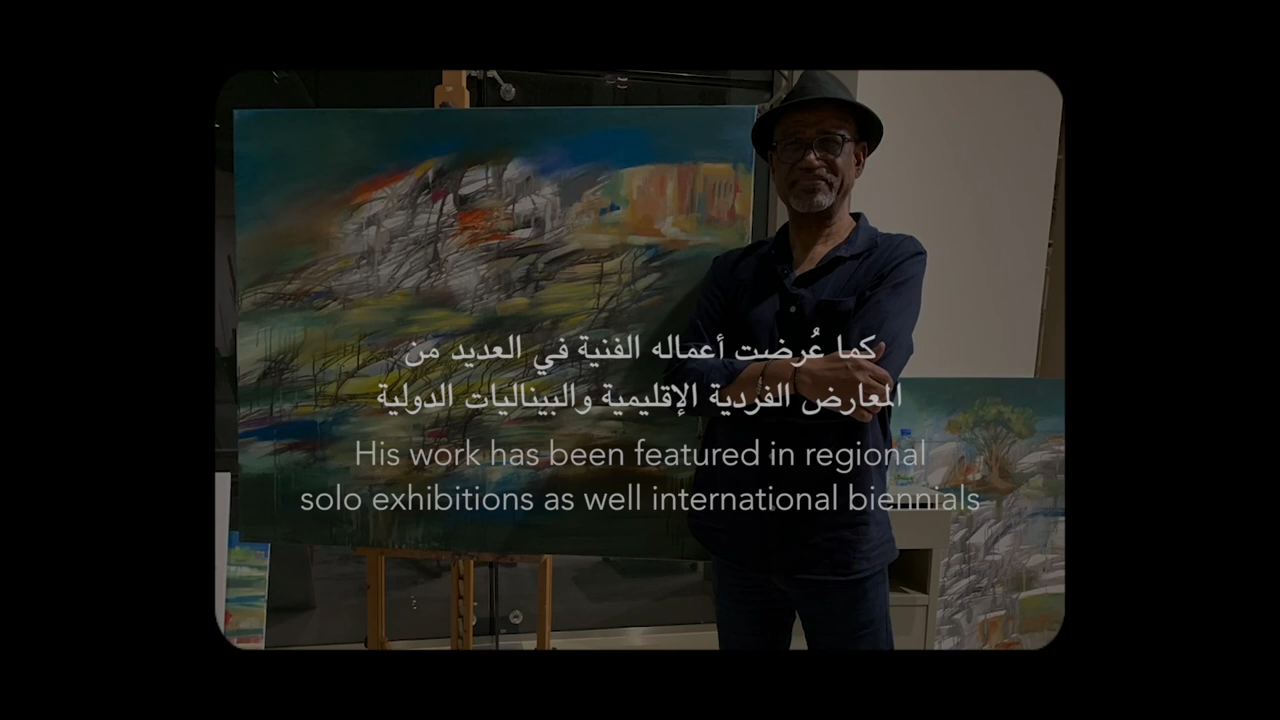 كما عُرضت أعماله الفنية في العديد من
المعارض الفردية الإقليمية والبيناليات الدولية
His work has been featured in regional
solo exhibitions as well international biennials